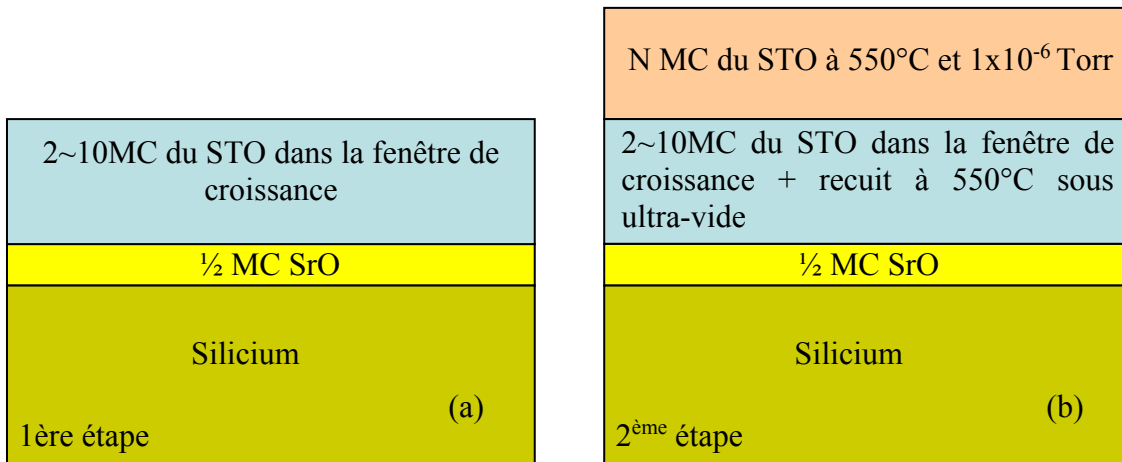 2~10MC du STO dans la fenêtre de
croissance
½ MC SrO
Silicium
(a)
1ère étape
N MC du STO à 550°C et 1x10⁻⁶ Torr
2~10MC du STO dans la fenêtre de
croissance + recuit à 550°C sous
ultra-vide
½ MC SrO
Silicium
(b)
2ème étape